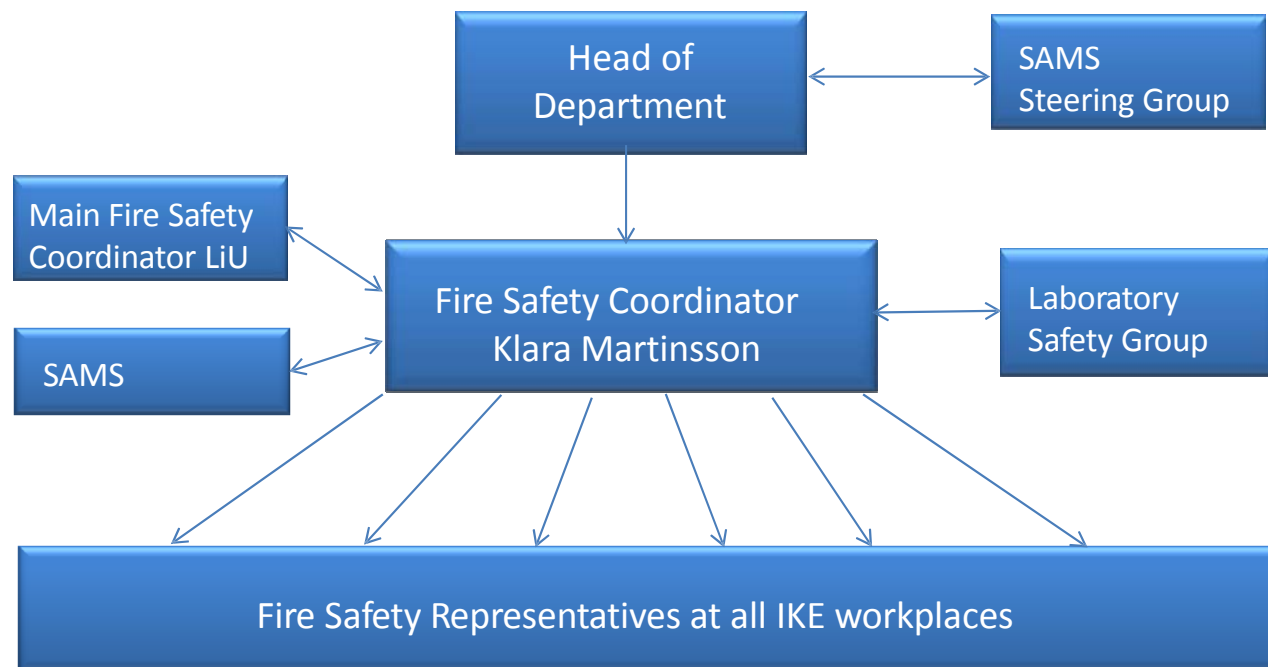 Head of
Department
SAMS
Steering Group
Main Fire Safety
Coordinator LiU
Fire Safety Coordinator
Klara Martinsson
Laboratory
Safety Group
SAMS
Fire Safety Representatives at all IKE workplaces